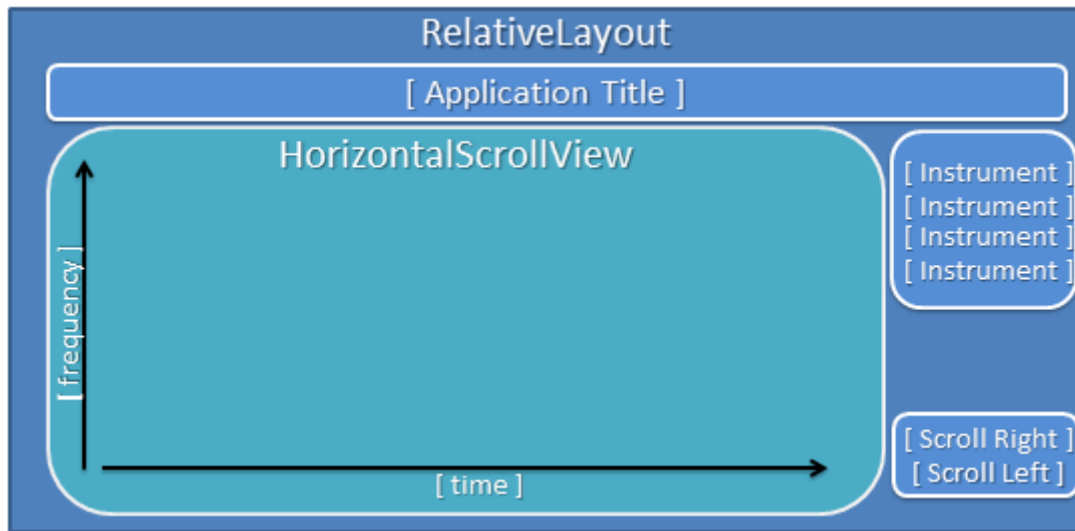 RelativeLayout
[ Application Title ]
HorizontalScrollView
[ frequency ]
[ time ]
[ Instrument ]
[ Instrument ]
[ Instrument ]
[ Instrument ]
[ Scroll Right ]
[ Scroll Left ]